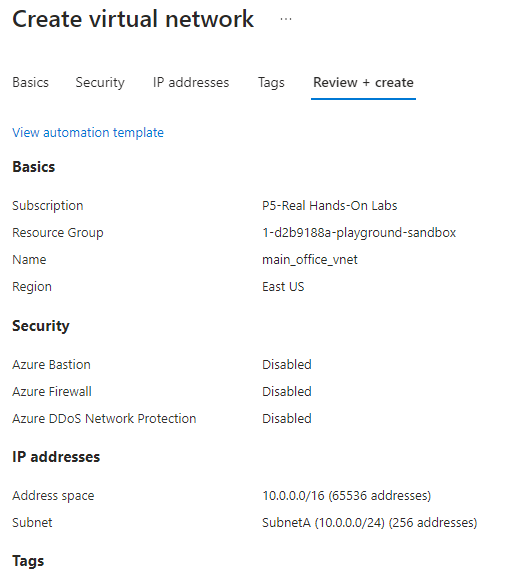 Create virtual network ...
Basics Security IP addresses Tags Review + create
View automation template
Basics
Subscription P5-Real Hands-On Labs
Resource Group 1-d2b9188a-playground-sandbox
Name main_office_vnet
Region East US
Security
Azure Bastion Disabled
Azure Firewall Disabled
Azure DDoS Network Protection Disabled
IP addresses
Address space 10.0.0.0/16 (65536 addresses)
Subnet SubnetA (10.0.0.0/24) (256 addresses)
Tags